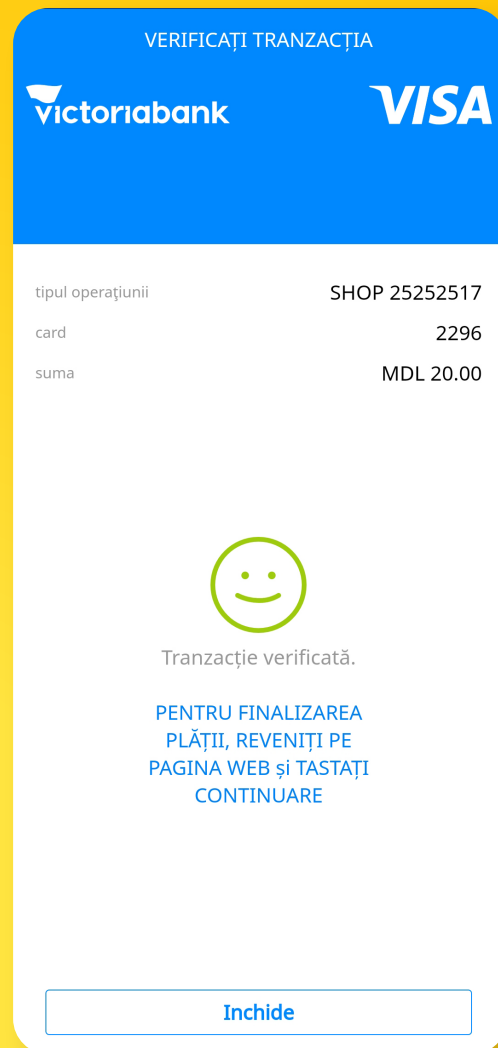 VERIFICAȚI TRANZACȚIA
victoriabank VISA
tipul operaţiunii SHOP 25252517
card 2296
suma MDL 20.00
Tranzacție verificată.
PENTRU FINALIZAREA
PLĂȚII, REVENIȚI PE
PAGINA WEB și TASTAȚI
CONTINUARE
Inchide